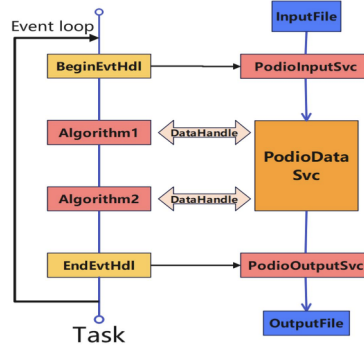 InputFile
Event loop
BeginEvtHdl
PodioInputSvc
Algorithm1
DataHandle
PodioData
Svc
Algorithm2
DataHandle
EndEvtHdl
PodioOutputSvc
Task
OutputFile